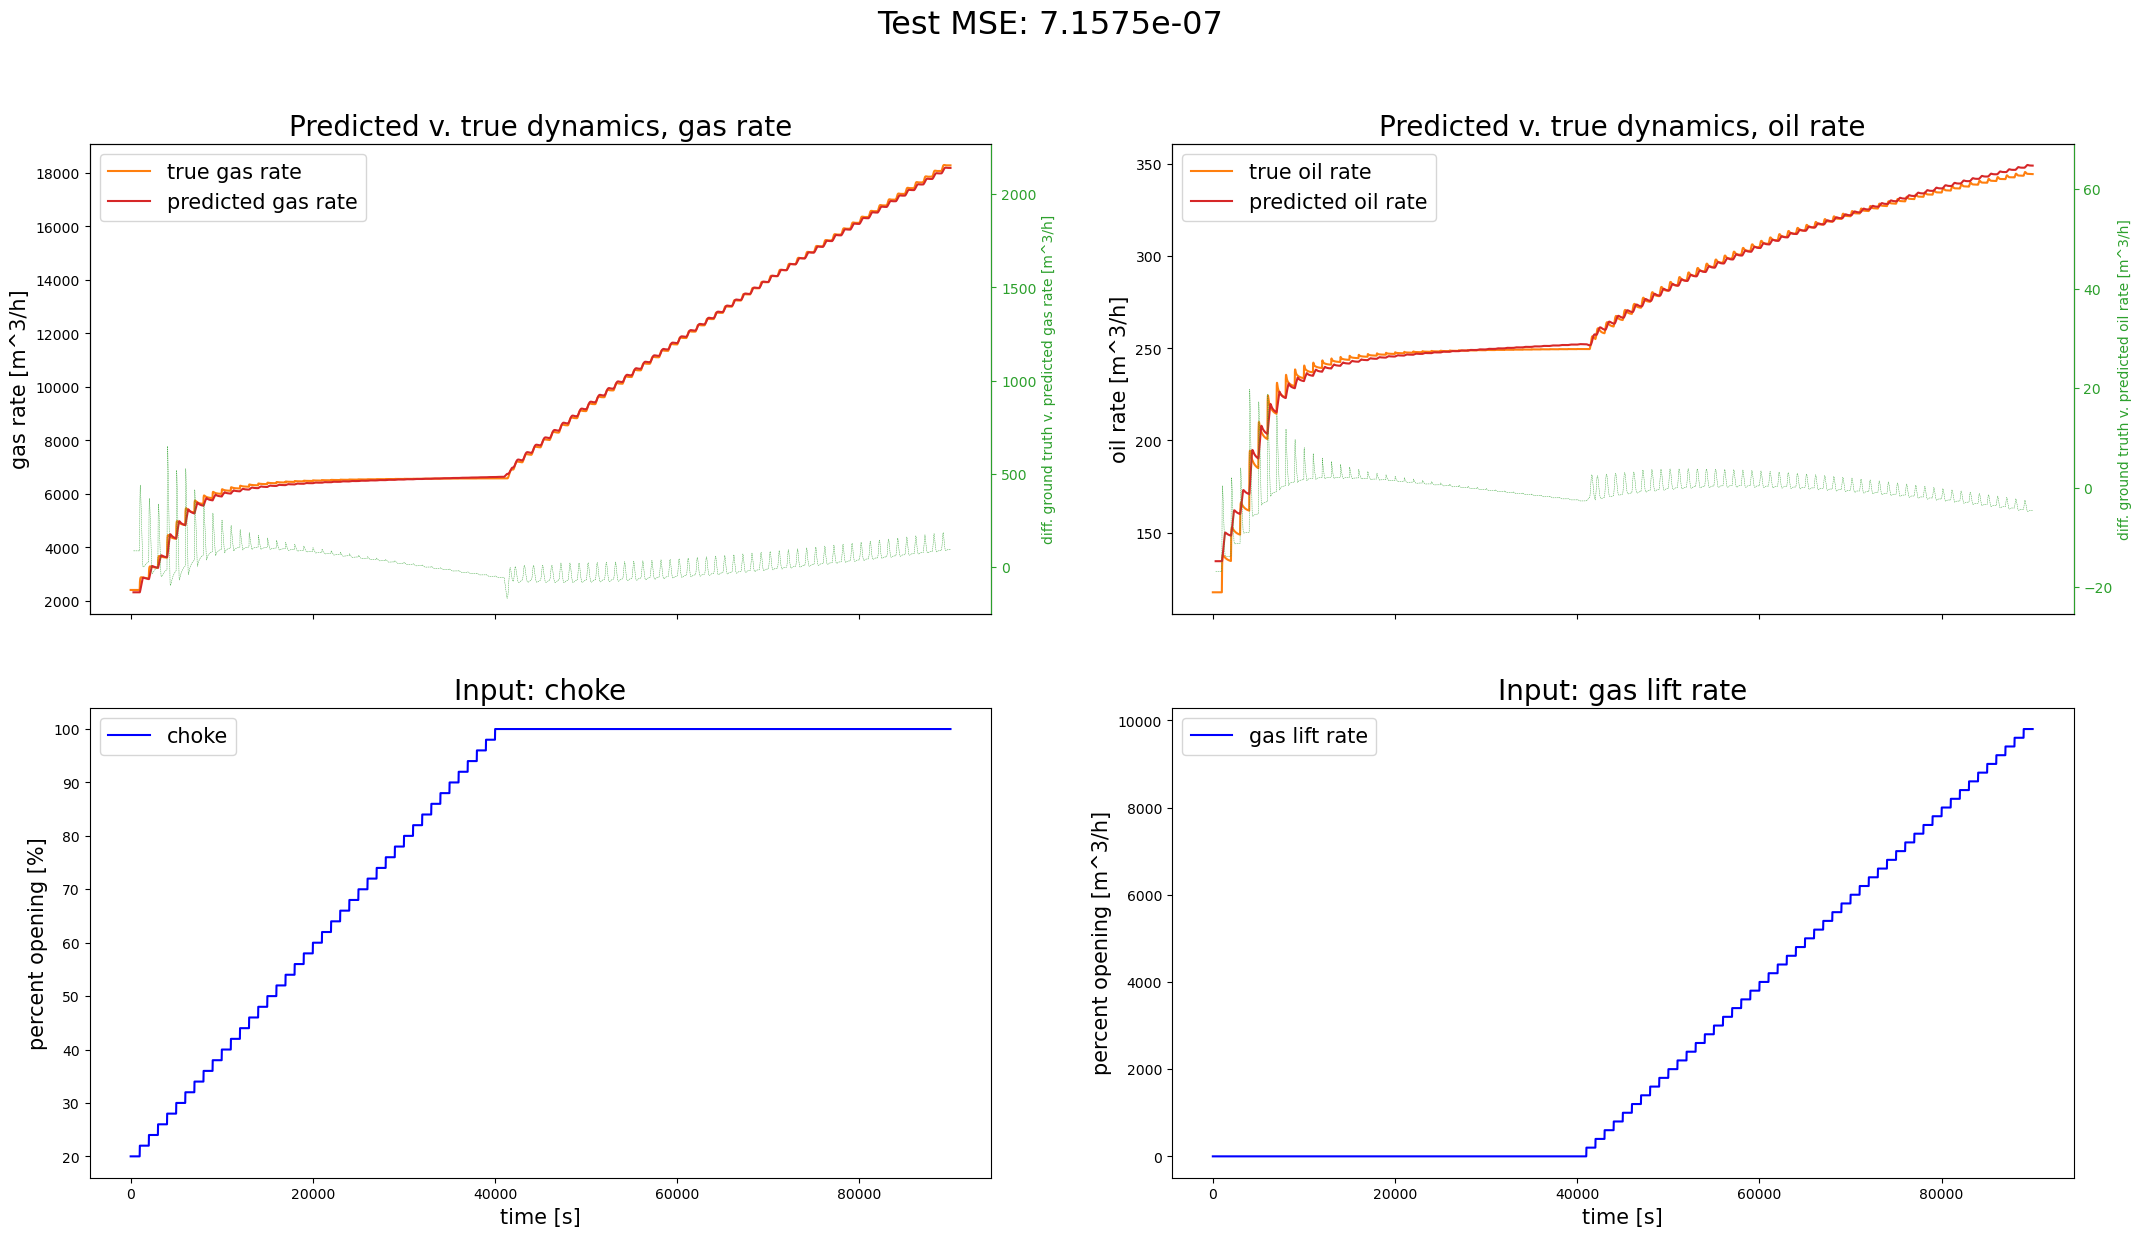 Test MSE: 7.1575e-07
Predicted v. true dynamics, gas rate
true gas rate
predicted gas rate
gas rate [m^3/h]
18000
16000
14000
12000
10000
8000
6000
4000
2000
2000
1500
1000
500
0
diff. ground truth v. predicted gas rate [m^3/h]
Predicted v. true dynamics, oil rate
true oil rate
predicted oil rate
oil rate [m^3/h]
350
300
250
200
150
60
40
20
0
−20
diff. ground truth v. predicted oil rate [m^3/h]
Input: choke
choke
percent opening [%]
100
90
80
70
60
50
40
30
20
0 20000 40000 60000 80000
time [s]
Input: gas lift rate
gas lift rate
percent opening [m^3/h]
10000
8000
6000
4000
2000
0
0 20000 40000 60000 80000
time [s]